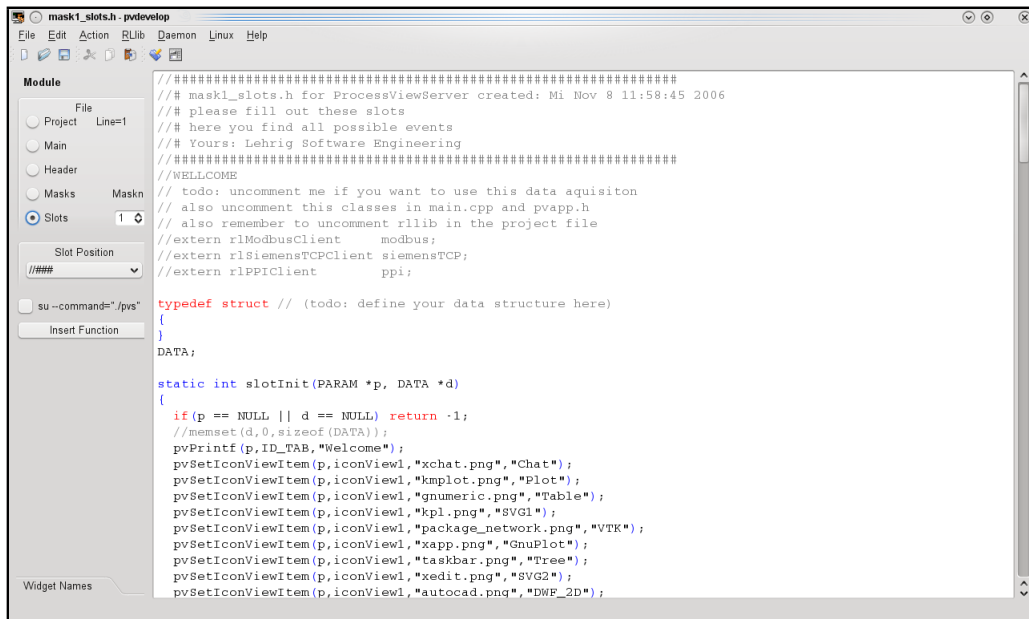 mask1_slots.h - pvdevelop
File Edit Action RLlib Daemon Linux Help
Module
File
Project Line=1
Main
Header
Masks Maskn
Slots 1
Slot Position
//###
su --command="./pvs"
Insert Function
Widget Names
//###############################################################
//# mask1_slots.h for ProcessViewServer created: Mi Nov 8 11:58:45 2006
//# please fill out these slots
//# here you find all possible events
//# Yours: Lehrig Software Engineering
//###############################################################
//WELLCOME
// todo: uncomment me if you want to use this data aquisiton
// also uncomment this classes in main.cpp and pvapp.h
// also remember to uncomment rllib in the project file
//extern rlModbusClient     modbus;
//extern rlSiemensTCPClient siemensTCP;
//extern rlPPIClient        ppi;
typedef struct // (todo: define your data structure here)
{
}
DATA;
static int slotInit(PARAM *p, DATA *d)
{
  if(p == NULL || d == NULL) return -1;
  //memset(d,0,sizeof(DATA));
  pvPrintf(p,ID_TAB,"Welcome");
  pvSetIconViewItem(p,iconView1,"xchat.png","Chat");
  pvSetIconViewItem(p,iconView1,"kmplot.png","Plot");
  pvSetIconViewItem(p,iconView1,"gnumeric.png","Table");
  pvSetIconViewItem(p,iconView1,"kpl.png","SVG1");
  pvSetIconViewItem(p,iconView1,"package_network.png","VTK");
  pvSetIconViewItem(p,iconView1,"xapp.png","GnuPlot");
  pvSetIconViewItem(p,iconView1,"taskbar.png","Tree");
  pvSetIconViewItem(p,iconView1,"xedit.png","SVG2");
  pvSetIconViewItem(p,iconView1,"autocad.png","DWF_2D");